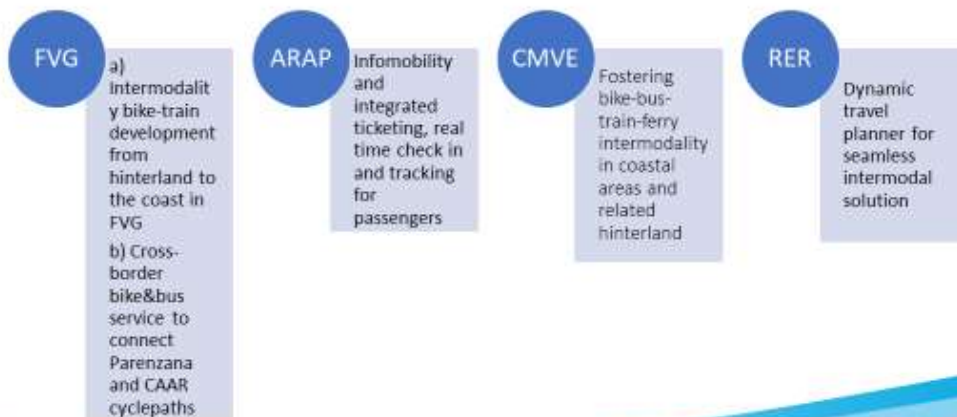 FVG
a)
Intermodalit
y bike-train
development
from
hinterland to
the coast in
FVG
b) Cross-
border
bike&bus
service to
connect
Parenzana
and CAAR
cyclepaths
ARAP
Infomobility
and
integrated
ticketing, real
time check in
and tracking
for
passengers
CMVE
Fostering
bike-bus-
train-ferry
intermodality
in coastal
areas and
related
hinterland
RER
Dynamic
travel
planner for
seamless
intermodal
solution